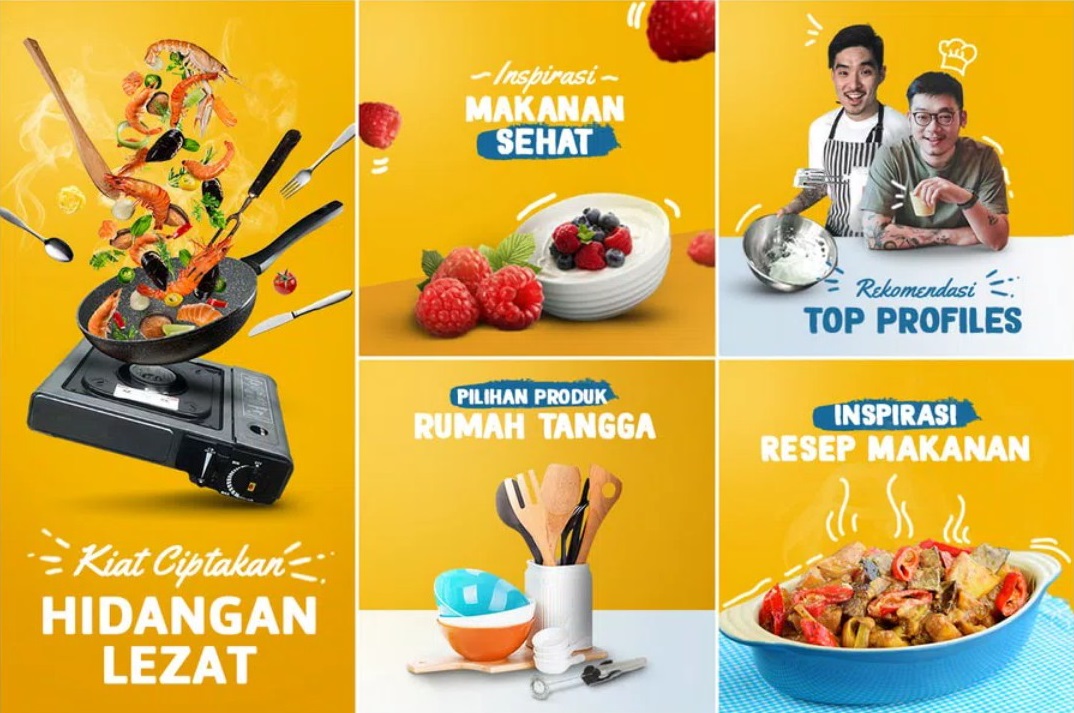 Kiat Ciptakan
HIDANGAN
LEZAT
Inspirasi
MAKANAN
SEHAT
Rekomendasi
TOP PROFILES
PILIHAN PRODUK
RUMAH TANGGA
INSPIRASI
RESEP MAKANAN